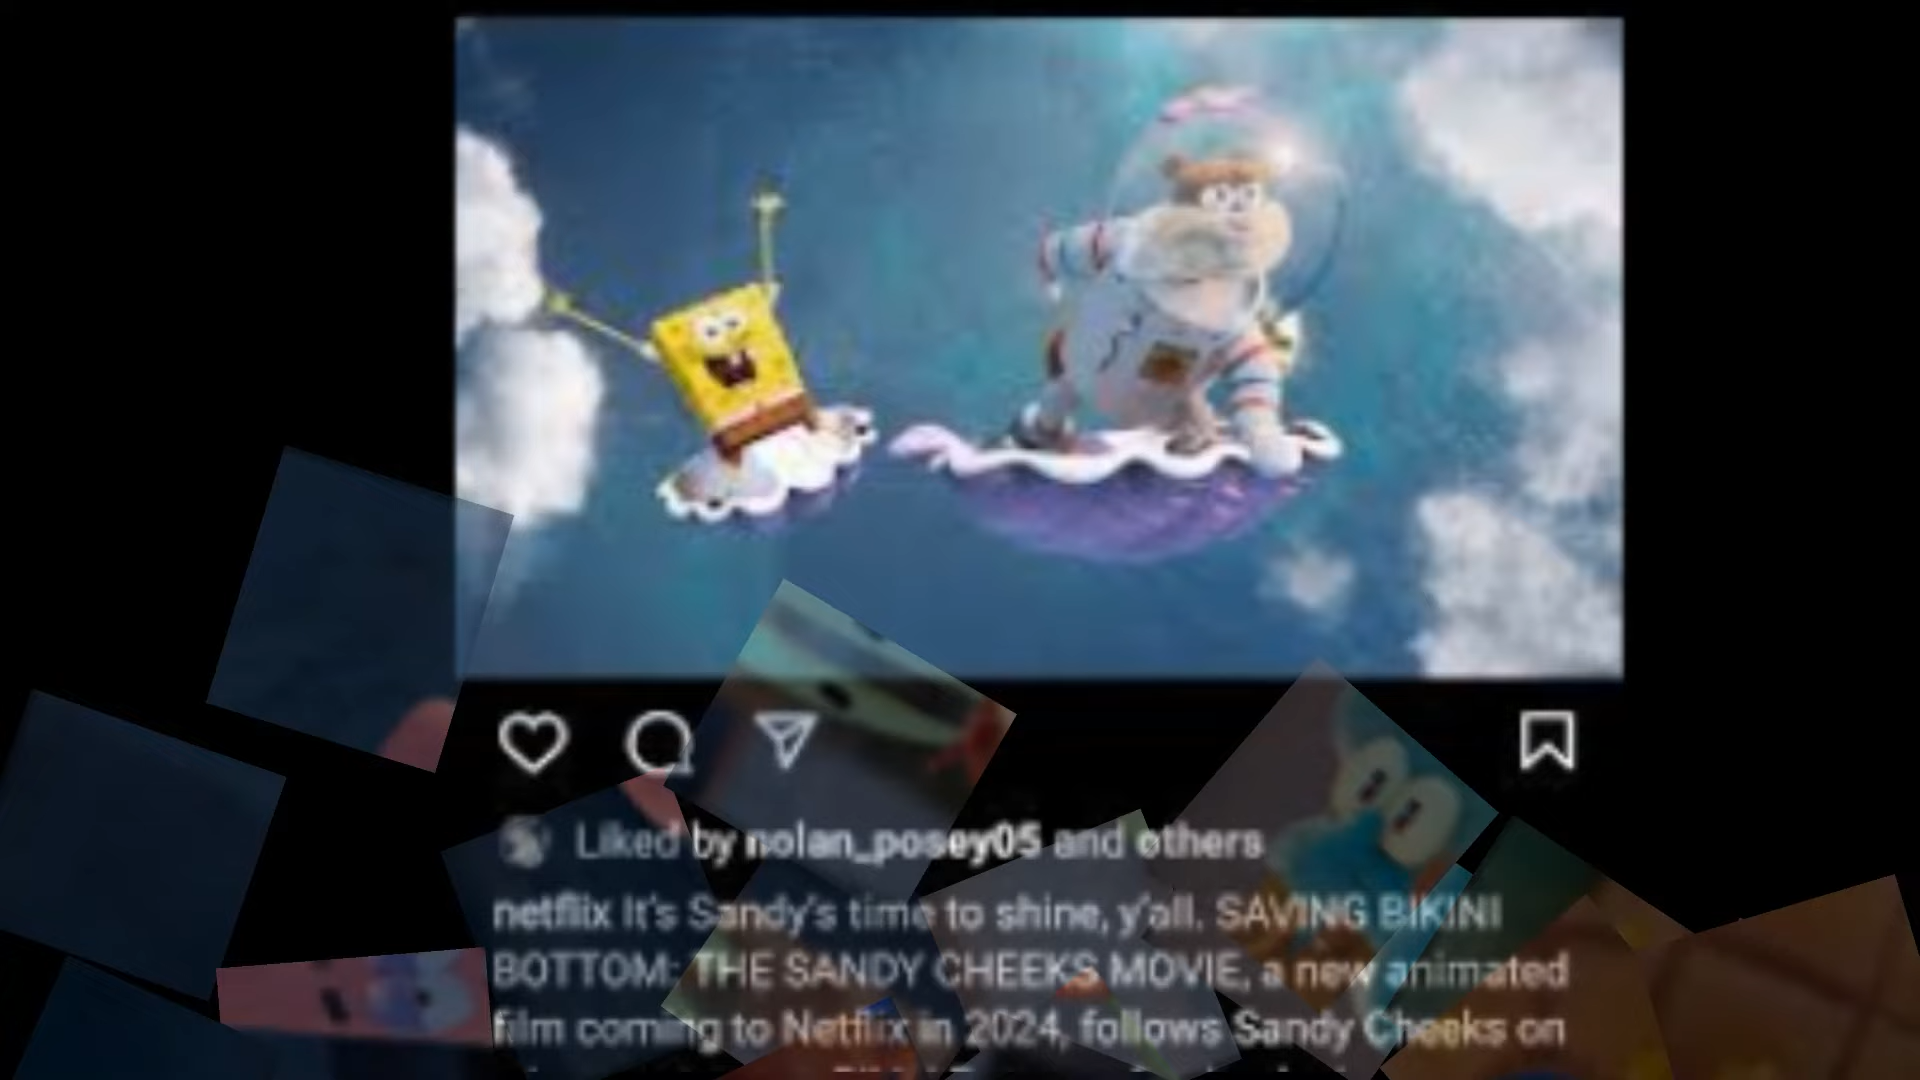 Liked by nolan_posey05 and others
netflix It's Sandy's time to shine, y'all. SAVING BIKINI
BOTTOM: THE SANDY CHEEKS MOVIE, a new animated
film coming to Netflix in 2024, follows Sandy Cheeks on